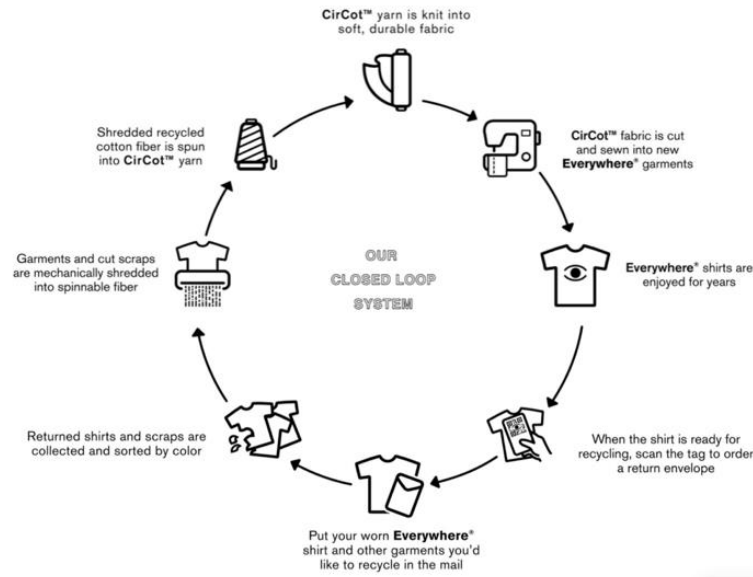 CirCot™ yarn is knit into
soft, durable fabric
CirCot™ fabric is cut
and sewn into new
Everywhere® garments
Everywhere® shirts are
enjoyed for years
When the shirt is ready for
recycling, scan the tag to order
a return envelope
Put your worn Everywhere®
shirt and other garments you'd
like to recycle in the mail
Returned shirts and scraps are
collected and sorted by color
Garments and cut scraps
are mechanically shredded
into spinnable fiber
Shredded recycled
cotton fiber is spun
into CirCot™ yarn
OUR
CLOSED LOOP
SYSTEM